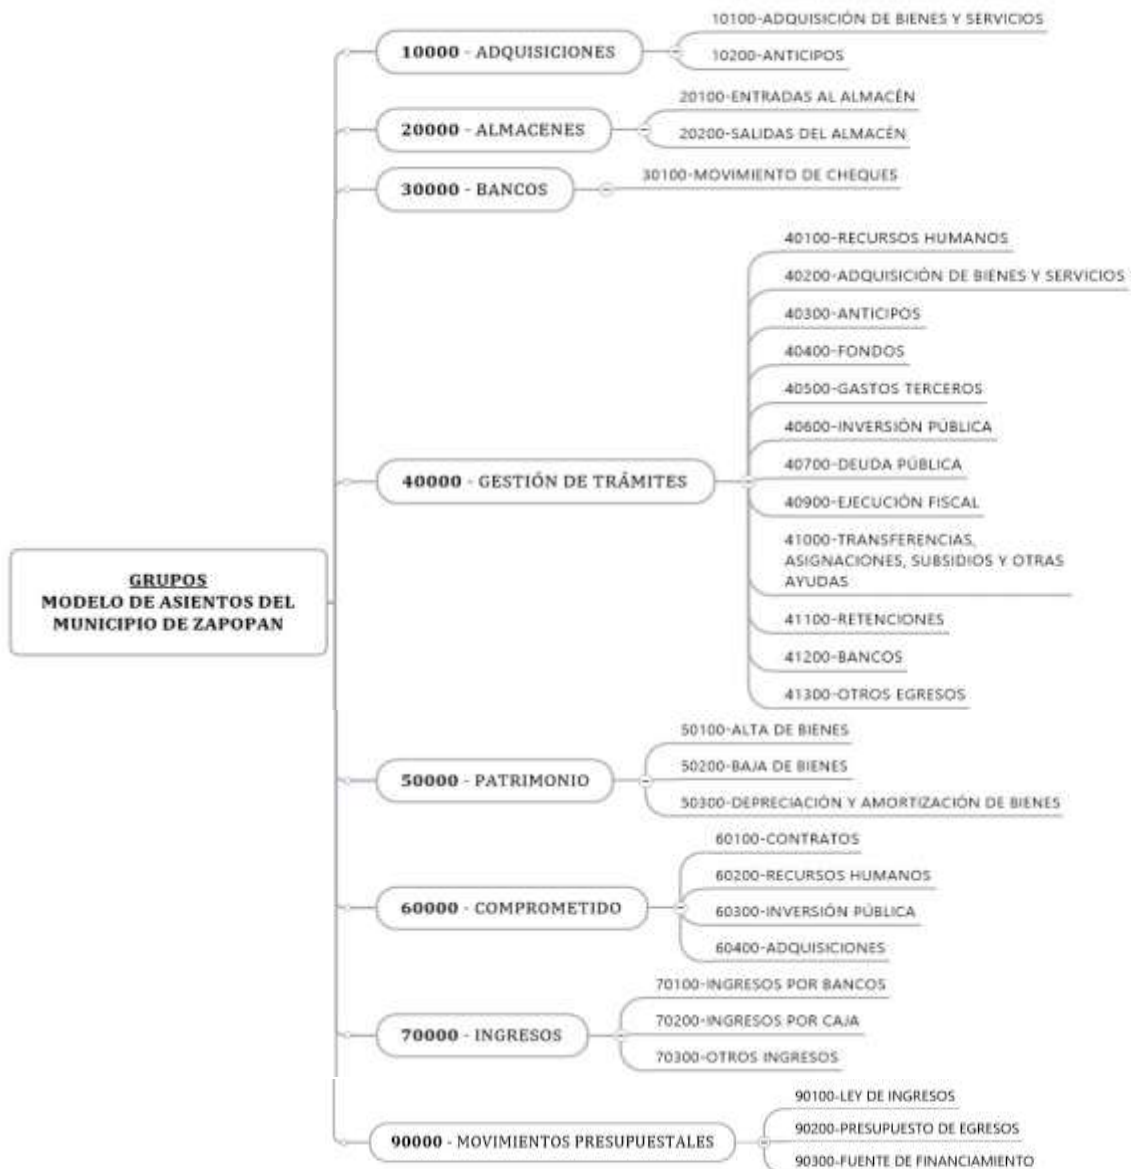 GRUPOS
MODELO DE ASIENTOS DEL
MUNICIPIO DE ZAPOPAN
10000 - ADQUISICIONES
10100-ADQUISICIÓN DE BIENES Y SERVICIOS
10200-ANTICIPOS
20000 - ALMACENES
20100-ENTRADAS AL ALMACÉN
20200-SALIDAS DEL ALMACÉN
30000 - BANCOS
30100-MOVIMIENTO DE CHEQUES
40000 - GESTIÓN DE TRÁMITES
40100-RECURSOS HUMANOS
40200-ADQUISICIÓN DE BIENES Y SERVICIOS
40300-ANTICIPOS
40400-FONDOS
40500-GASTOS TERCEROS
40600-INVERSIÓN PÚBLICA
40700-DEUDA PÚBLICA
40900-EJECUCIÓN FISCAL
41000-TRANSFERENCIAS,
ASIGNACIONES, SUBSIDIOS Y OTRAS
AYUDAS
41100-RETENCIONES
41200-BANCOS
41300-OTROS EGRESOS
50000 - PATRIMONIO
50100-ALTA DE BIENES
50200-BAJA DE BIENES
50300-DEPRECIACIÓN Y AMORTIZACIÓN DE BIENES
60000 - COMPROMETIDO
60100-CONTRATOS
60200-RECURSOS HUMANOS
60300-INVERSIÓN PÚBLICA
60400-ADQUISICIONES
70000 - INGRESOS
70100-INGRESOS POR BANCOS
70200-INGRESOS POR CAJA
70300-OTROS INGRESOS
90000 - MOVIMIENTOS PRESUPUESTALES
90100-LEY DE INGRESOS
90200-PRESUPUESTO DE EGRESOS
90300-FUENTE DE FINANCIAMIENTO